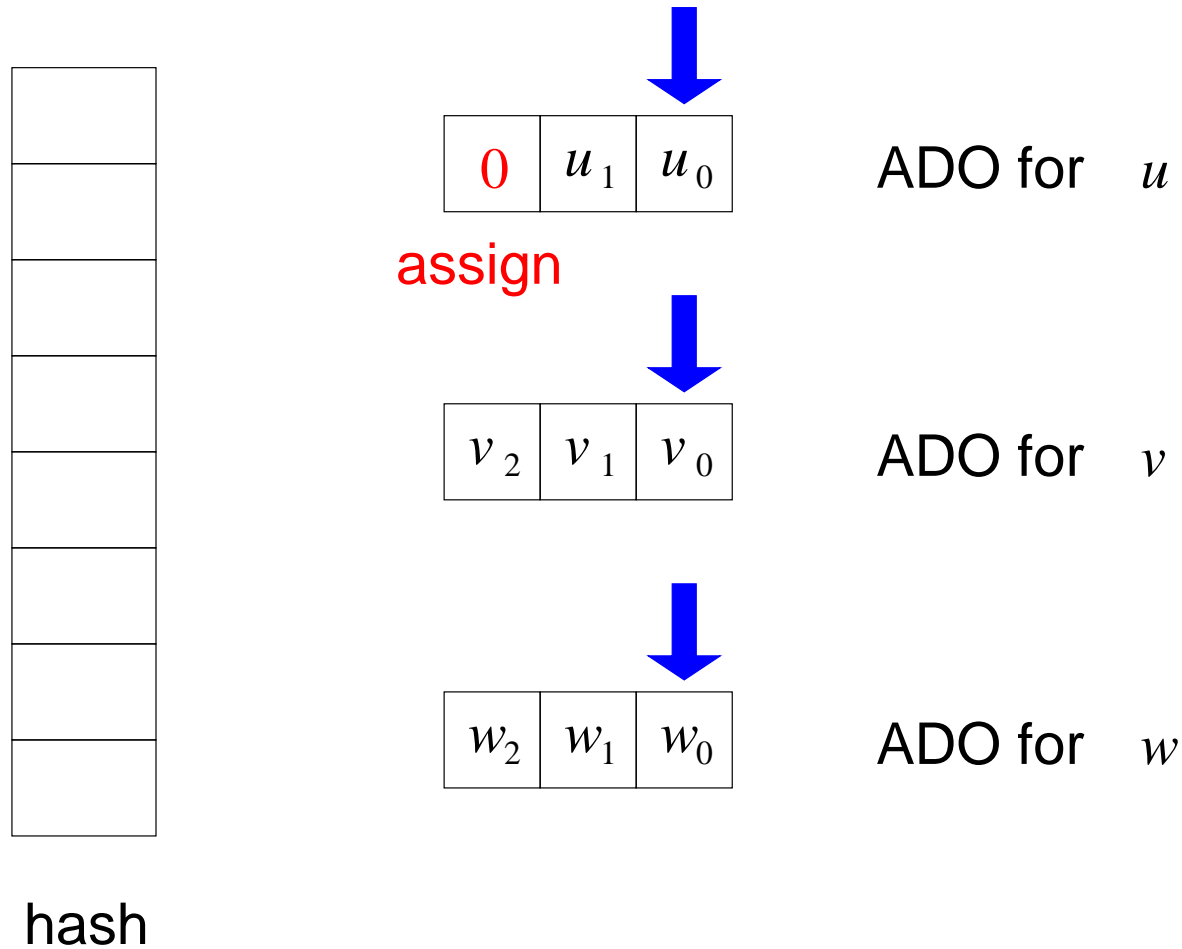 0 u₁ u₀ ADO for u
assign
v₂ v₁ v₀ ADO for v
w₂ w₁ w₀ ADO for w
hash